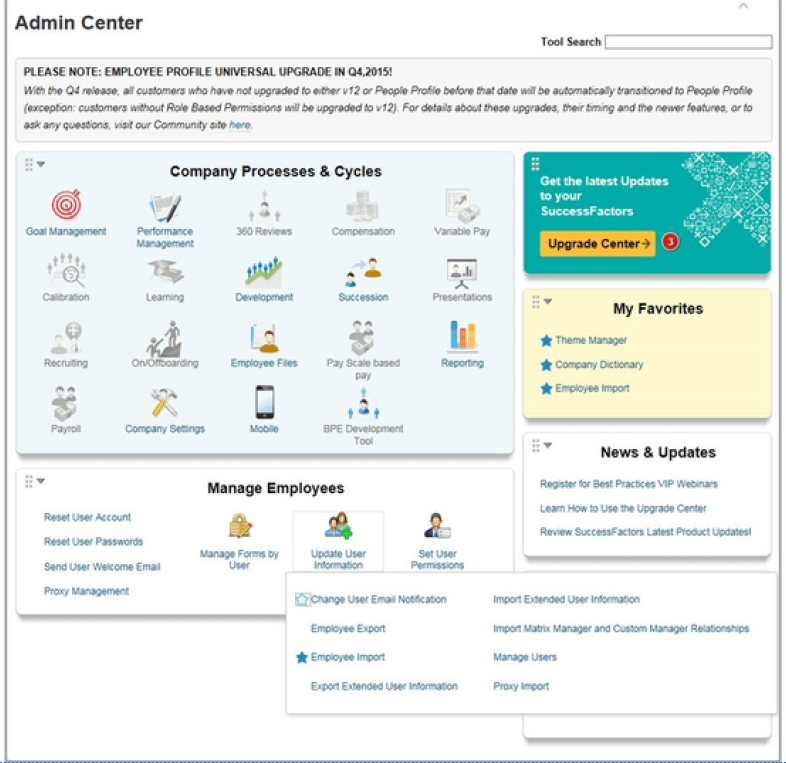 Admin Center
Tool Search
PLEASE NOTE: EMPLOYEE PROFILE UNIVERSAL UPGRADE IN Q4,2015!
With the Q4 release, all customers who have not upgraded to either v12 or People Profile before that date will be automatically transitioned to People Profile
(exception: customers without Role Based Permissions will be upgraded to v12). For details about these upgrades, their timing and the newer features, or to
ask any questions, visit our Community site here.
Company Processes & Cycles
Goal Management
Performance
Management
360 Reviews
Compensation
Variable Pay
Calibration
Learning
Development
Succession
Presentations
Recruiting
On/Offboarding
Employee Files
Pay Scale based
pay
Reporting
Payroll
Company Settings
Mobile
BPE Development
Tool
Get the latest Updates
to your
SuccessFactors
Upgrade Center→
3
My Favorites
Theme Manager
Company Dictionary
Employee Import
News & Updates
Register for Best Practices VIP Webinars
Learn How to Use the Upgrade Center
Review SuccessFactors Latest Product Updates!
Manage Employees
Reset User Account
Reset User Passwords
Send User Welcome Email
Proxy Management
Manage Forms by
User
Update User
Information
Set User
Permissions
Change User Email Notification
Employee Export
Employee Import
Export Extended User Information
Import Extended User Information
Import Matrix Manager and Custom Manager Relationships
Manage Users
Proxy Import